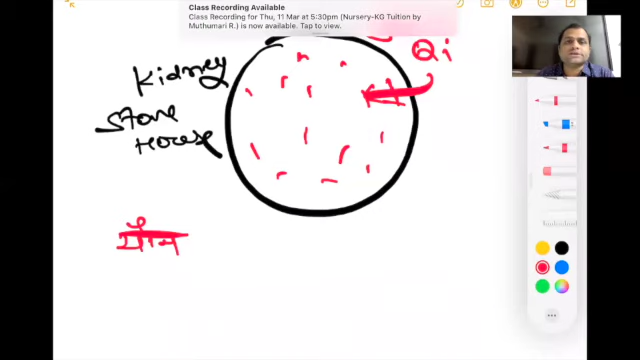 Class Recording Available
Class Recording for Thu, 11 Mar at 5:30pm (Nursery-KG Tuition by
Muthumari R.) is now available. Tap to view.
Qi
Kidney
Store
House